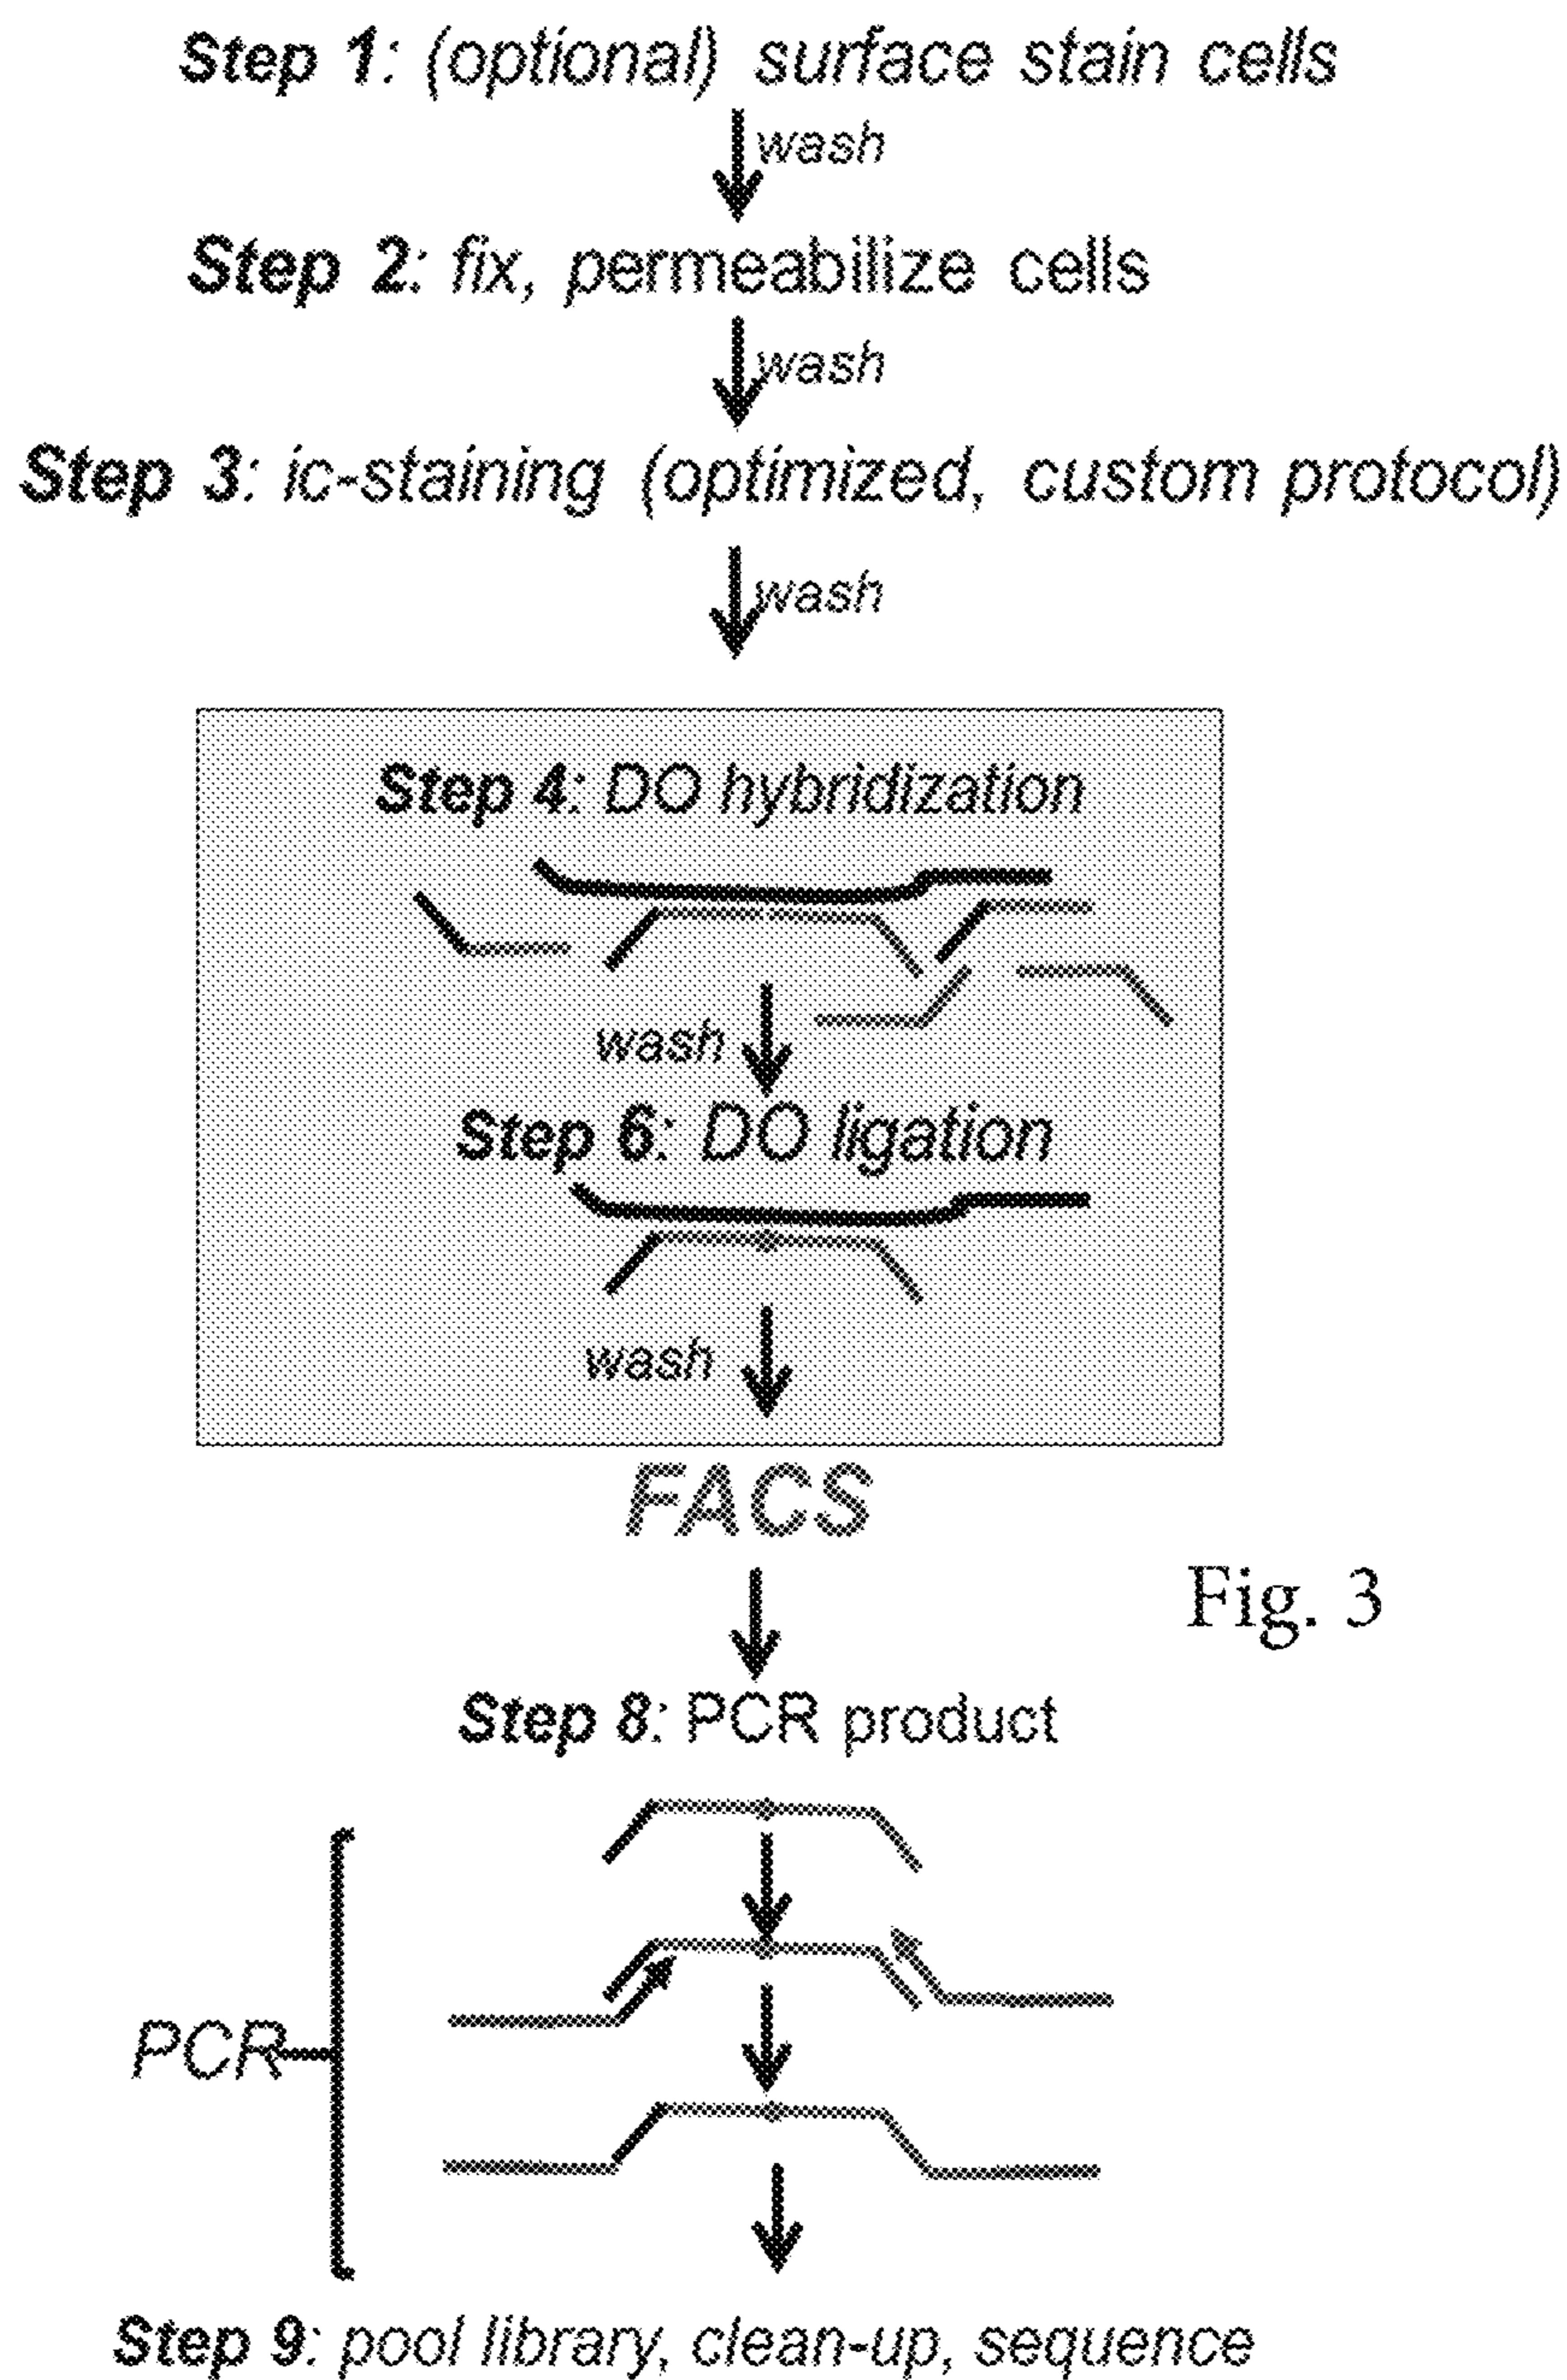 Step 1: (optional) surface stain cells
wash
Step 2: fix, permeabilize cells
wash
Step 3: ic-staining (optimized, custom protocol)
wash
Step 4: DO hybridization
wash
Step 6: DO ligation
wash
FACS
Fig. 3
Step 8: PCR product
PCR
Step 9: pool library, clean-up, sequence